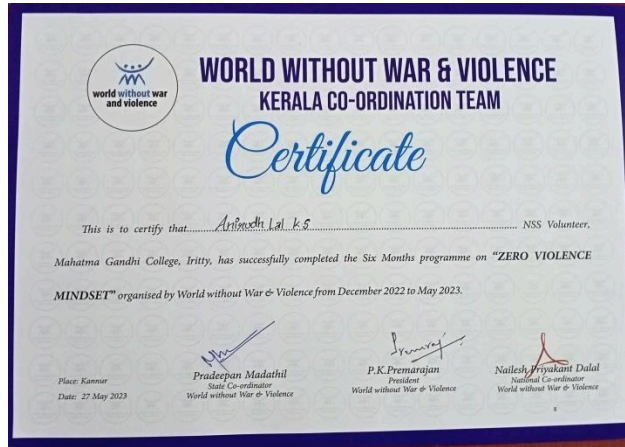 world without war
and violence
WORLD WITHOUT WAR & VIOLENCE
KERALA CO-ORDINATION TEAM
Certificate
This is to certify that Anirudh Lal K S NSS Volunteer,
Mahatma Gandhi College, Iritty, has successfully completed the Six Months programme on "ZERO VIOLENCE
MINDSET" organised by World without War & Violence from December 2022 to May 2023.
Premraj
Place: Kannur
Date: 27 May 2023
Pradeepan Madathil
State Co-ordinator
World without War & Violence
P.K.Premarajan
President
World without War & Violence
Nailesh Priyakant Dalal
National Co-ordinator
World without War & Violence